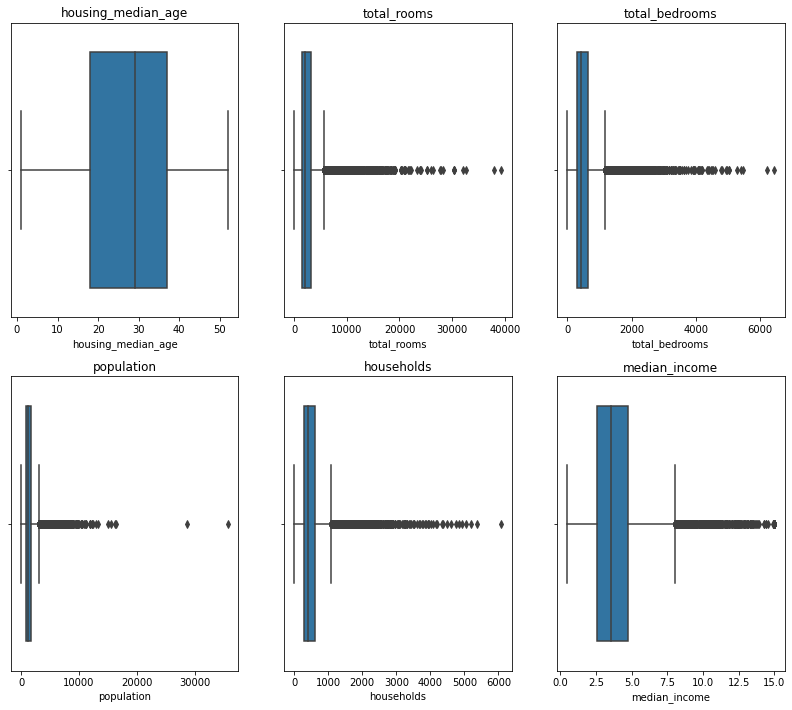 housing_median_age
total_rooms
total_bedrooms
0 10 20 30 40 50
0 10000 20000 30000 40000
0 2000 4000 6000
housing_median_age
total_rooms
total_bedrooms
population
households
median_income
0 10000 20000 30000
0 1000 2000 3000 4000 5000 6000
0.0 2.5 5.0 7.5 10.0 12.5 15.0
population
households
median_income